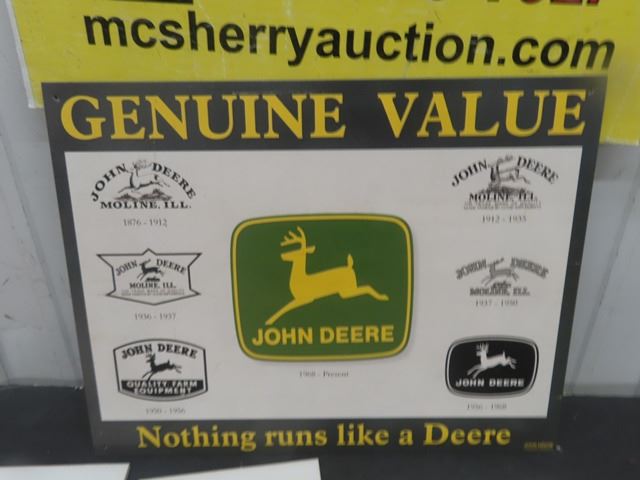 mcsherryauction.com
GENUINE VALUE
JOHN DEERE
MOLINE, ILL.
1876 - 1912
JOHN DEERE
MOLINE, ILL.
1912 - 1935
JOHN DEERE
MOLINE, ILL.
1936 - 1937
JOHN DEERE
MOLINE, ILL.
1937 - 1950
JOHN DEERE
1968 - Present
JOHN DEERE
QUALITY FARM
EQUIPMENT
1950 - 1956
JOHN DEERE
1956 - 1968
Nothing runs like a Deere